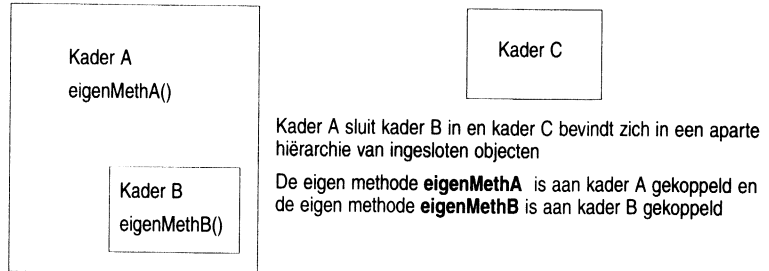 Kader A
eigenMethA()
Kader B
eigenMethB()
Kader C
Kader A sluit kader B in en kader C bevindt zich in een aparte
hiërarchie van ingesloten objecten
De eigen methode eigenMethA is aan kader A gekoppeld en
de eigen methode eigenMethB is aan kader B gekoppeld